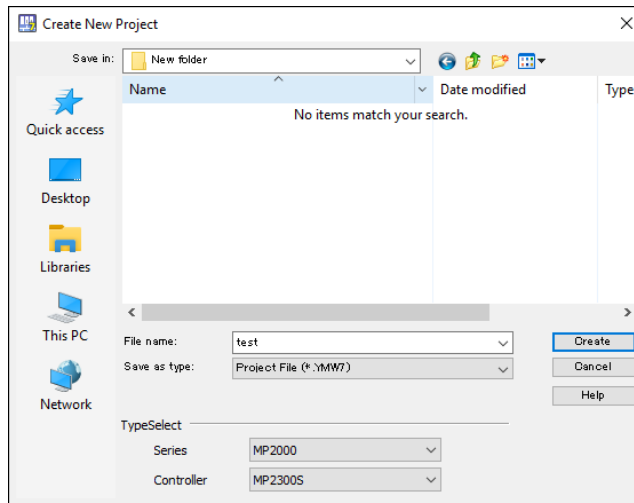 Create New Project
Save in: New folder
Name Date modified Type
No items match your search.
Quick access
Desktop
Libraries
This PC
Network
File name: test Create
Save as type: Project File (*.YMW7) Cancel
Help
TypeSelect
Series MP2000
Controller MP2300S